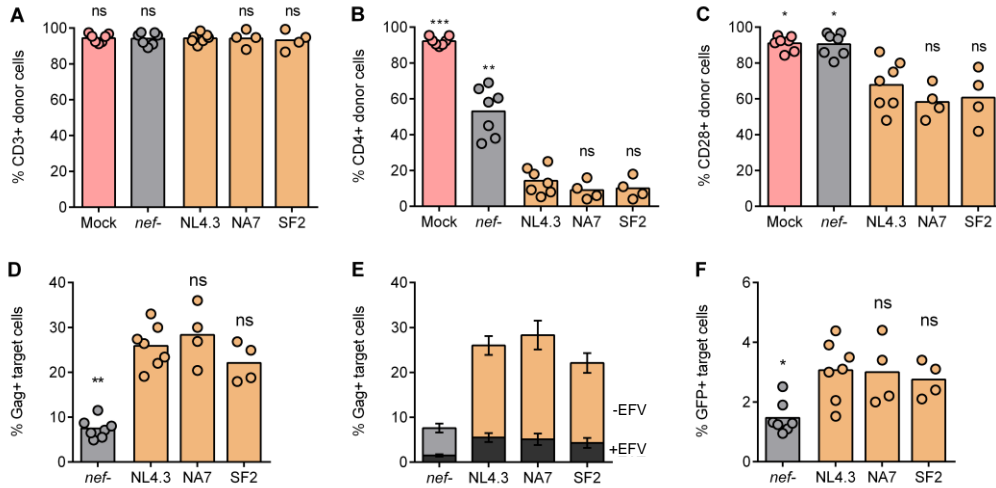 A
% CD3+ donor cells
100
80
60
40
20
0
ns
ns
ns
ns
Mock
nef-
NL4.3
NA7
SF2
B
% CD4+ donor cells
100
80
60
40
20
0
***
**
ns
ns
Mock
nef-
NL4.3
NA7
SF2
C
% CD28+ donor cells
100
80
60
40
20
0
*
*
ns
ns
Mock
nef-
NL4.3
NA7
SF2
D
% Gag+ target cells
40
30
20
10
0
**
ns
ns
nef-
NL4.3
NA7
SF2
E
% Gag+ target cells
40
30
20
10
0
-EFV
+EFV
nef-
NL4.3
NA7
SF2
F
% GFP+ target cells
6
4
2
0
*
ns
ns
nef-
NL4.3
NA7
SF2